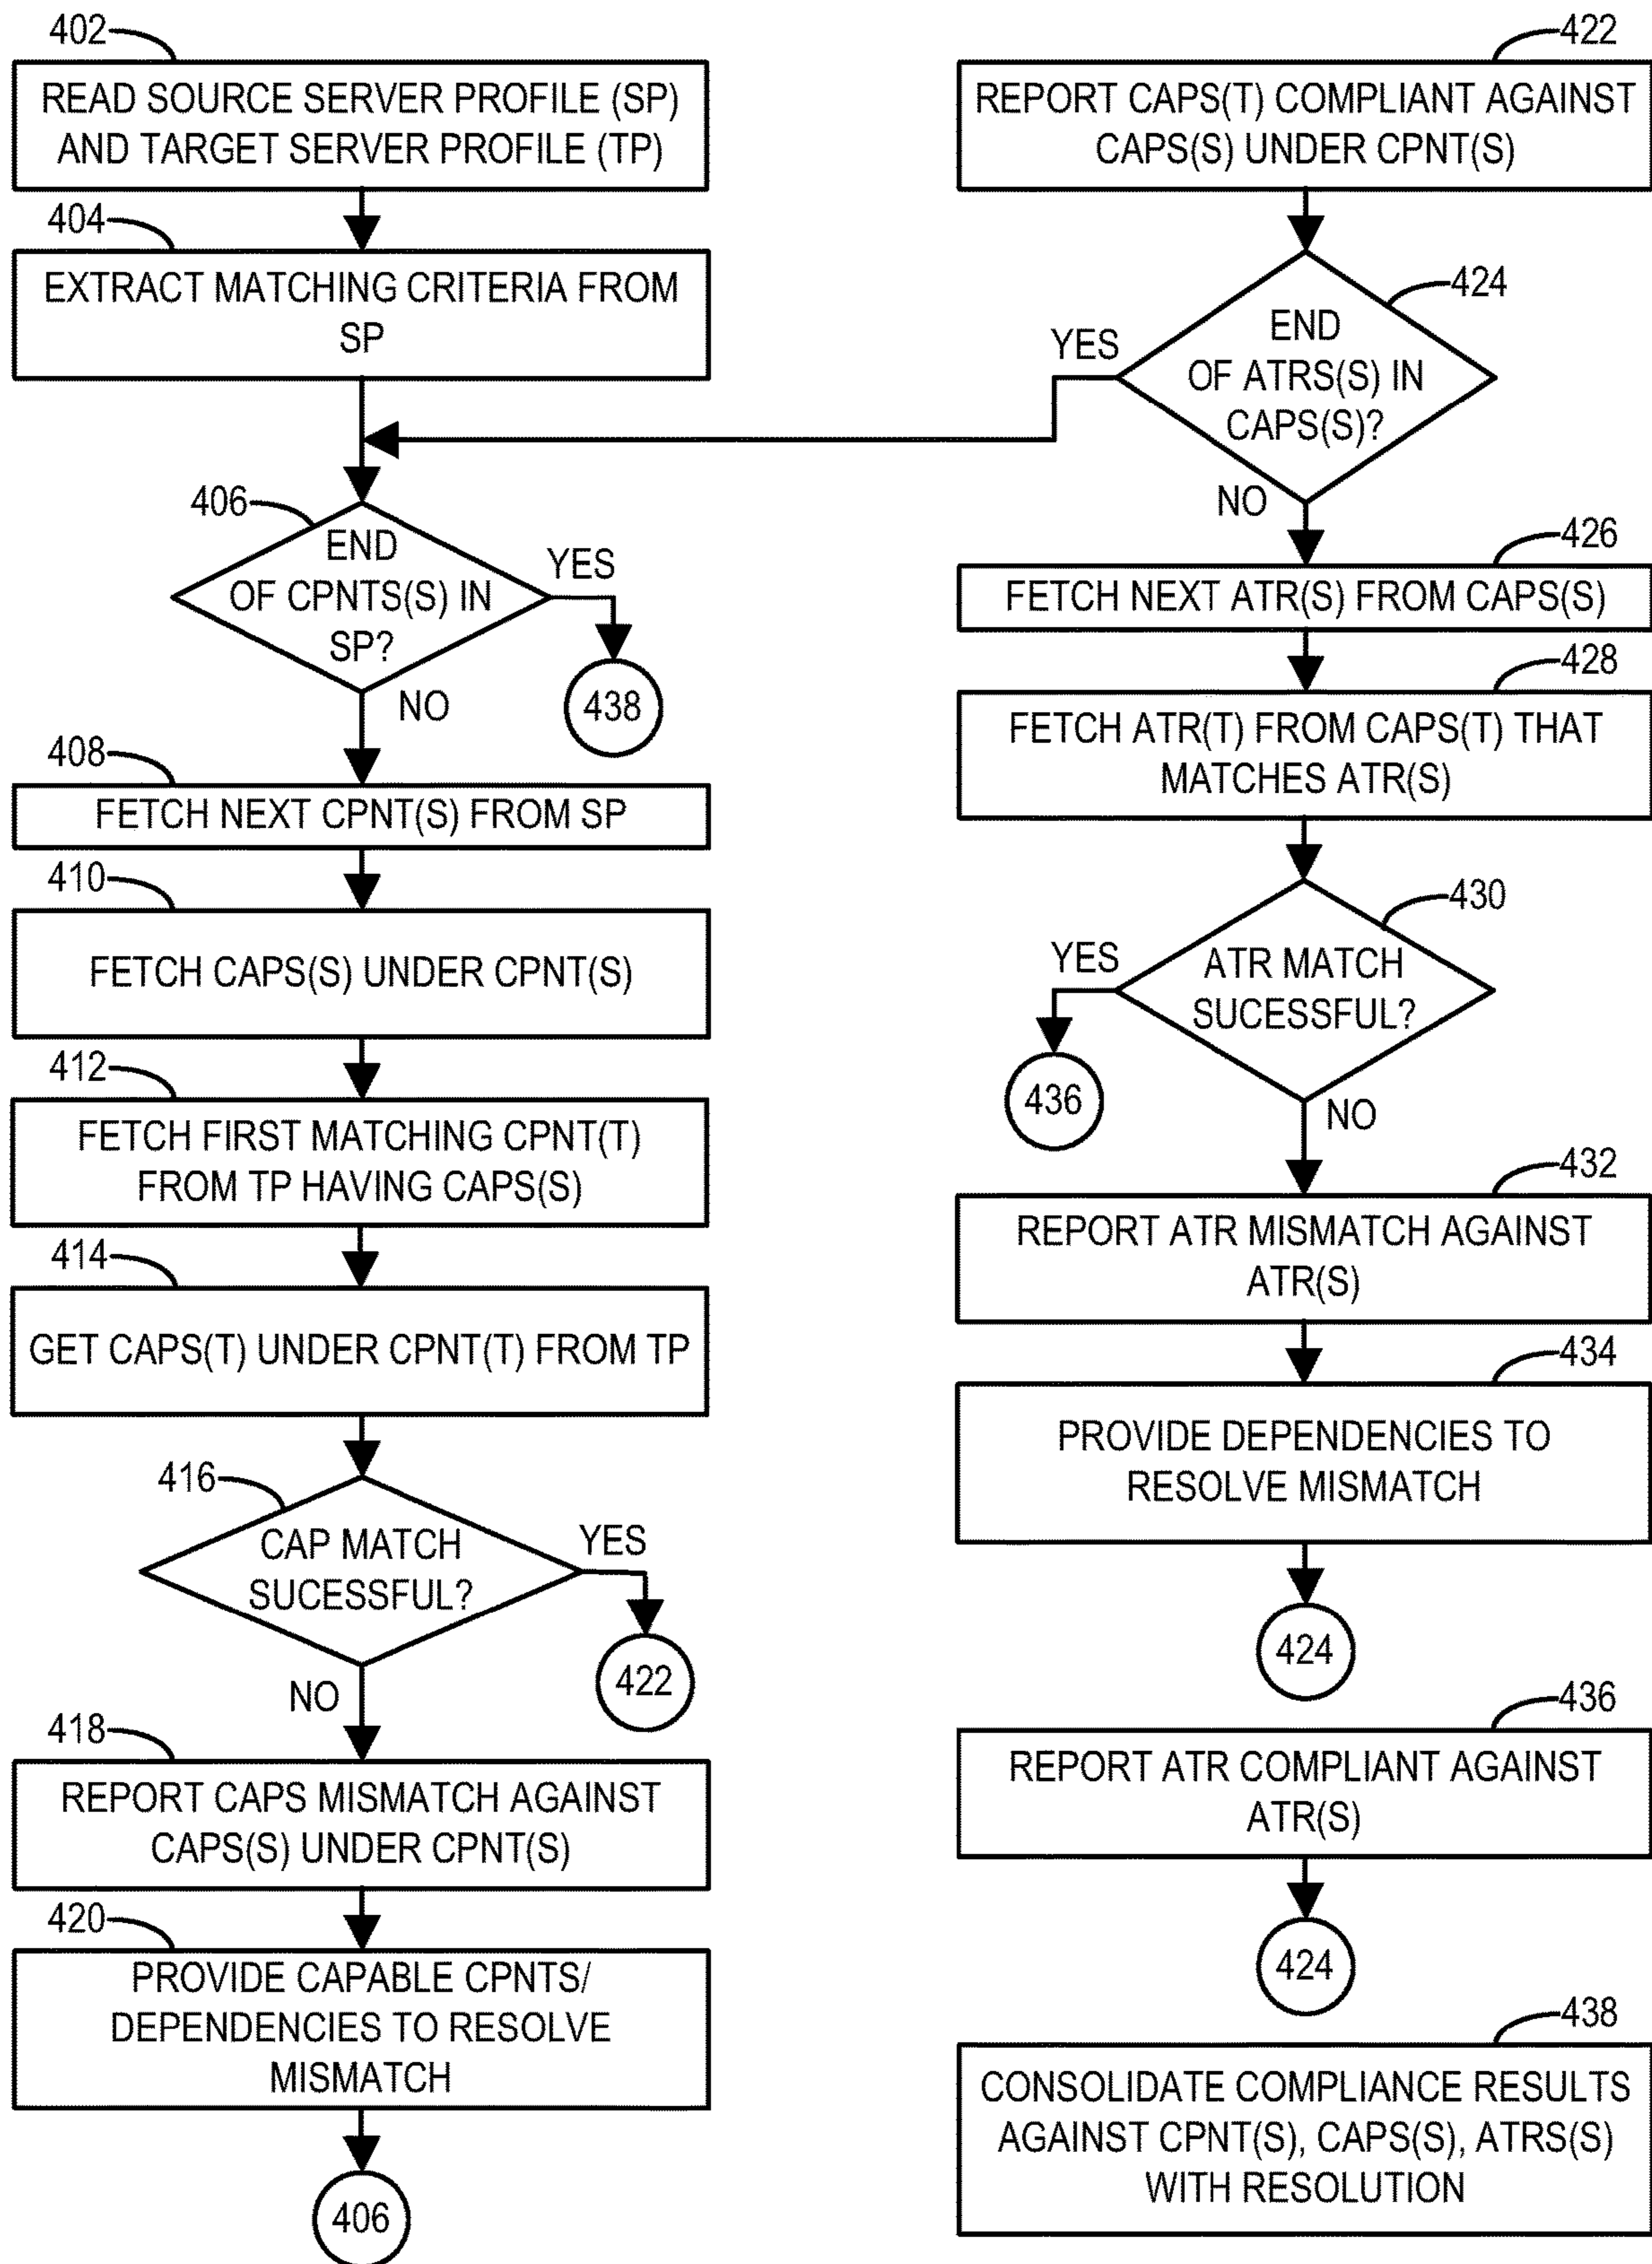 402
READ SOURCE SERVER PROFILE (SP)
AND TARGET SERVER PROFILE (TP)
404
EXTRACT MATCHING CRITERIA FROM
SP
406
END
OF CPNTS(S) IN
SP?
YES
438
NO
408
FETCH NEXT CPNT(S) FROM SP
410
FETCH CAPS(S) UNDER CPNT(S)
412
FETCH FIRST MATCHING CPNT(T)
FROM TP HAVING CAPS(S)
414
GET CAPS(T) UNDER CPNT(T) FROM TP
416
CAP MATCH
SUCESSFUL?
YES
422
NO
418
REPORT CAPS MISMATCH AGAINST
CAPS(S) UNDER CPNT(S)
420
PROVIDE CAPABLE CPNTS/
DEPENDENCIES TO RESOLVE
MISMATCH
406
422
REPORT CAPS(T) COMPLIANT AGAINST
CAPS(S) UNDER CPNT(S)
424
END
OF ATRS(S) IN
CAPS(S)?
YES
NO
426
FETCH NEXT ATR(S) FROM CAPS(S)
428
FETCH ATR(T) FROM CAPS(T) THAT
MATCHES ATR(S)
430
ATR MATCH
SUCESSFUL?
YES
436
NO
432
REPORT ATR MISMATCH AGAINST
ATR(S)
434
PROVIDE DEPENDENCIES TO
RESOLVE MISMATCH
424
436
REPORT ATR COMPLIANT AGAINST
ATR(S)
424
438
CONSOLIDATE COMPLIANCE RESULTS
AGAINST CPNT(S), CAPS(S), ATRS(S)
WITH RESOLUTION